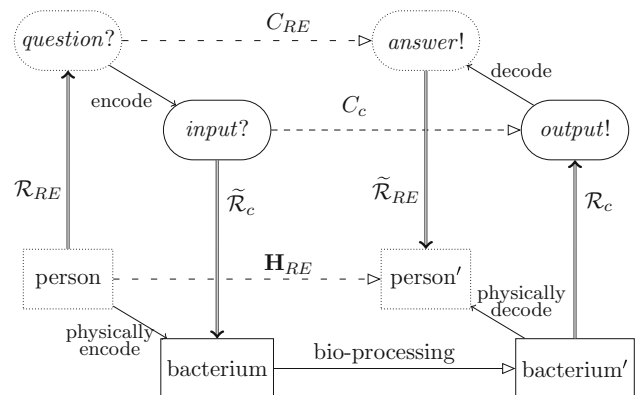 C_RE
question?
answer!
encode
decode
C_c
input?
output!
R_RE
R̃_c
R̃_RE
R_c
H_RE
person
person′
physically
encode
physically
decode
bio-processing
bacterium
bacterium′